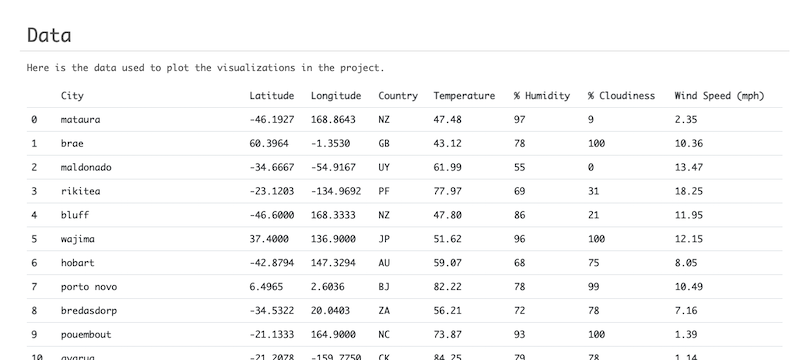 Data
Here is the data used to plot the visualizations in the project.
City Latitude Longitude Country Temperature % Humidity % Cloudiness Wind Speed (mph)
0 mataura -46.1927 168.8643 NZ 47.48 97 9 2.35
1 brae 60.3964 -1.3530 GB 43.12 78 100 10.36
2 maldonado -34.6667 -54.9167 UY 61.99 55 0 13.47
3 rikitea -23.1203 -134.9692 PF 77.97 69 31 18.25
4 bluff -46.6000 168.3333 NZ 47.80 86 21 11.95
5 wajima 37.4000 136.9000 JP 51.62 96 100 12.15
6 hobart -42.8794 147.3294 AU 59.07 68 75 8.05
7 porto novo 6.4965 2.6036 BJ 82.22 78 99 10.49
8 bredasdorp -34.5322 20.0403 ZA 56.21 72 78 7.16
9 pouembout -21.1333 164.9000 NC 73.87 93 100 1.39
10 avarua -21.2078 -159.7750 CK 84.25 79 78 1.14